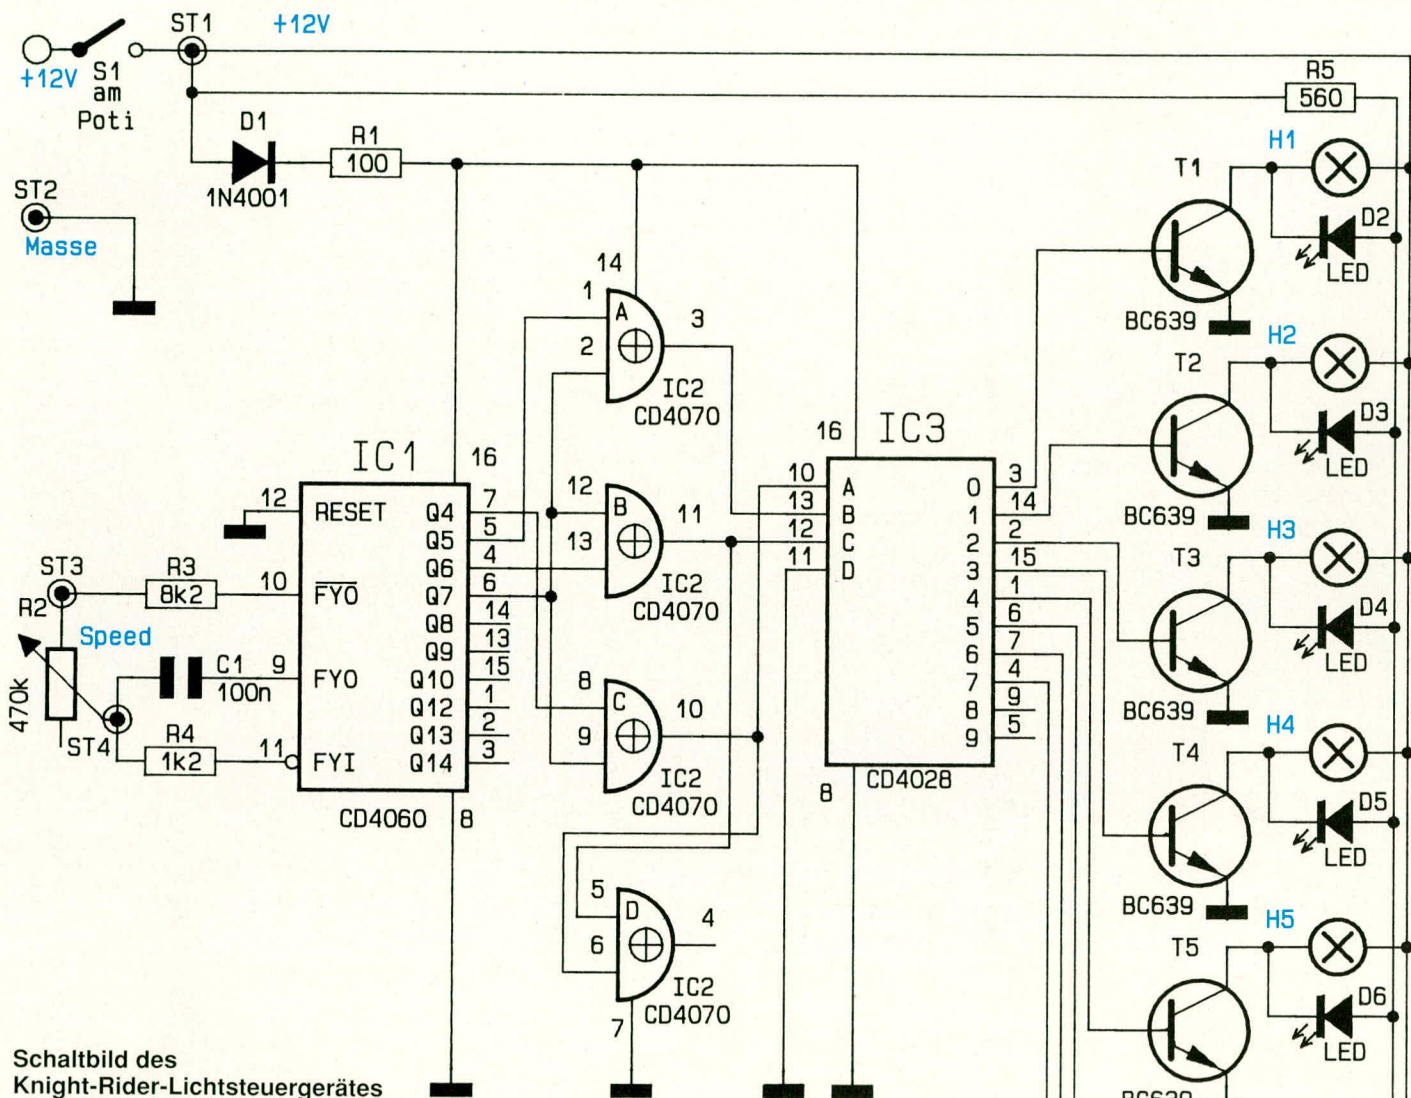 ST1
+12V
+12V
S1
am
Poti
R5
560
D1
1N4001
R1
100
ST2
Masse
14
1
A
2
3
IC2
CD4070
12
B
13
11
IC2
CD4070
8
C
9
10
IC2
CD4070
5
D
6
4
IC2
CD4070
7
IC1
16
12
RESET
Q4
7
Q5
5
Q6
4
Q7
6
Q8
14
Q9
13
Q10
15
Q12
1
Q13
2
Q14
3
10
FYO
9
FYO
11
FYI
CD4060
8
ST3
R3
8k2
R2
Speed
470k
C1
100n
ST4
R4
1k2
IC3
16
10
A
13
B
12
C
11
D
0
3
1
14
2
2
3
15
4
1
5
6
6
7
7
4
8
9
9
5
8
CD4028
T1
H1
D2
LED
BC639
T2
H2
D3
LED
BC639
T3
H3
D4
LED
BC639
T4
H4
D5
LED
BC639
T5
H5
D6
LED
BC639
Schaltbild des
Knight-Rider-Lichtsteuergerätes